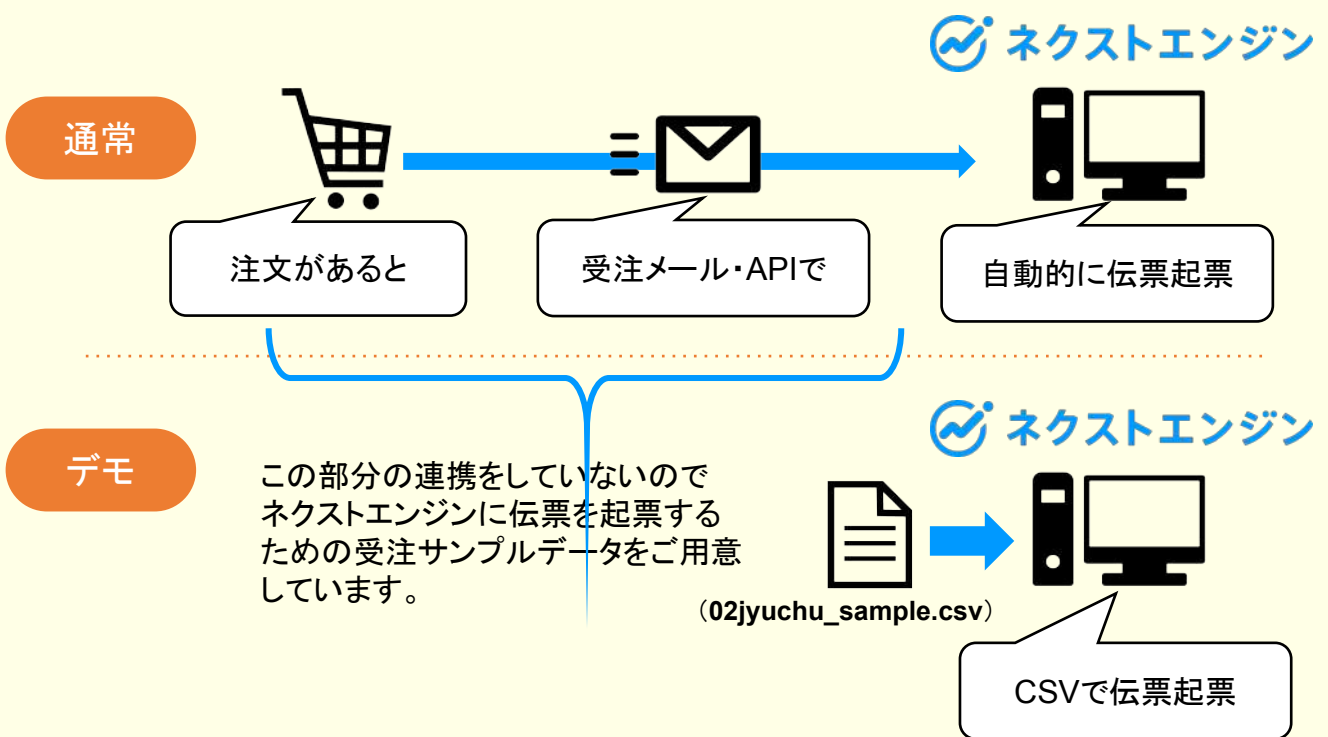 ネクストエンジン
通常
注文があると
受注メール・APIで
自動的に伝票起票
ネクストエンジン
デモ
この部分の連携をしていないので
ネクストエンジンに伝票を起票する
ための受注サンプルデータをご用意
しています。
（02jyuchu_sample.csv）
CSVで伝票起票